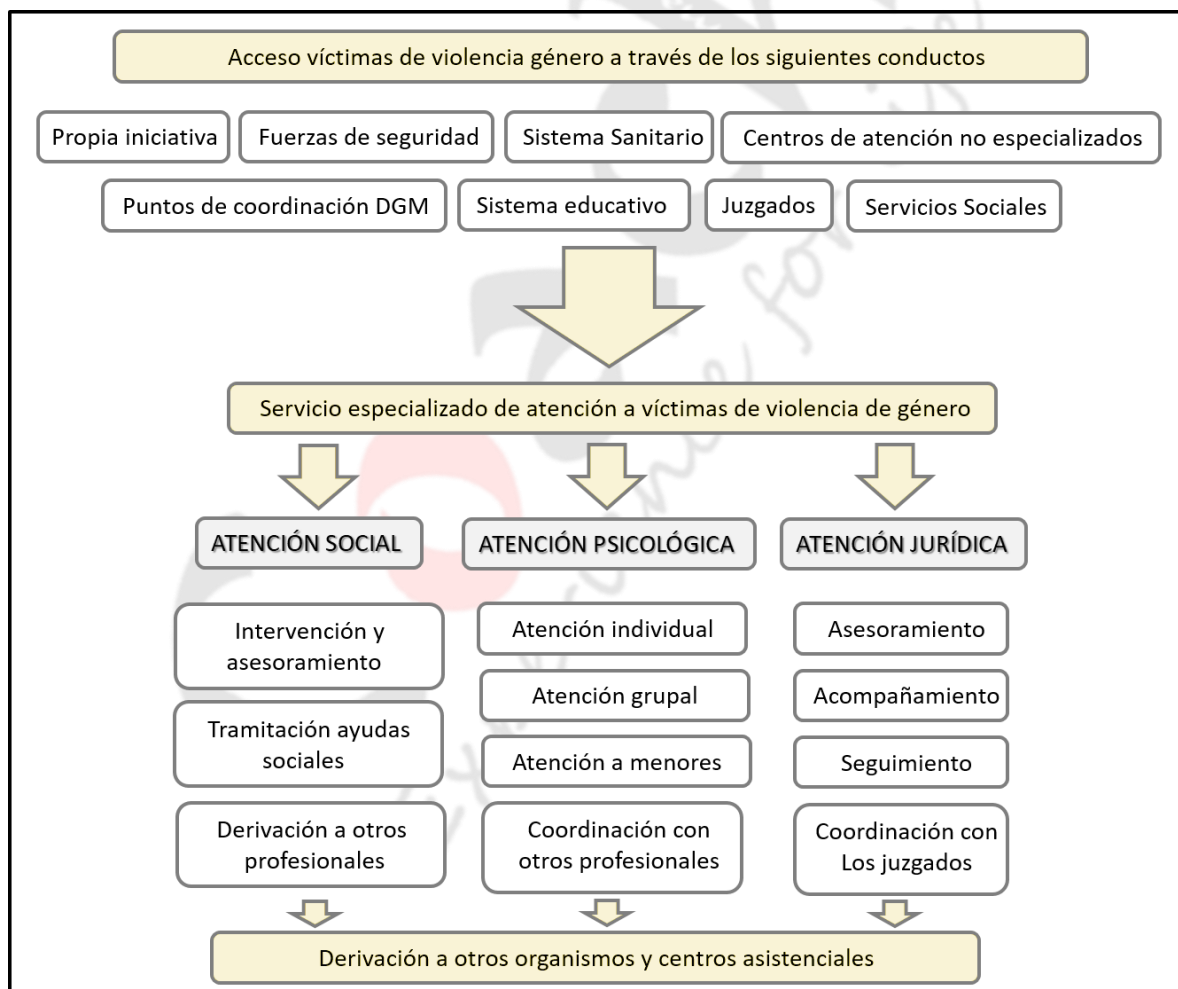 Acceso víctimas de violencia género a través de los siguientes conductos
Propia iniciativa
Fuerzas de seguridad
Sistema Sanitario
Centros de atención no especializados
Puntos de coordinación DGM
Sistema educativo
Juzgados
Servicios Sociales
Servicio especializado de atención a víctimas de violencia de género
ATENCIÓN SOCIAL
Intervención y
asesoramiento
Tramitación ayudas
sociales
Derivación a otros
profesionales
ATENCIÓN PSICOLÓGICA
Atención individual
Atención grupal
Atención a menores
Coordinación con
otros profesionales
ATENCIÓN JURÍDICA
Asesoramiento
Acompañamiento
Seguimiento
Coordinación con
Los juzgados
Derivación a otros organismos y centros asistenciales